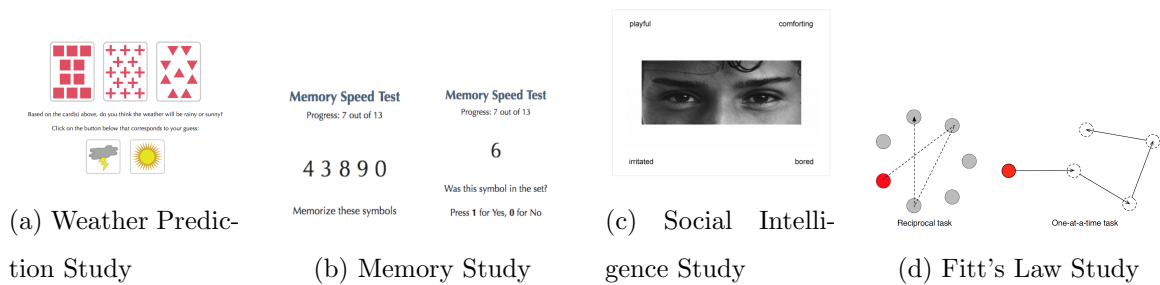 Based on the card(s) above, do you think the weather will be rainy or sunny?
Click on the button below that corresponds to your guess:
(a) Weather Predic-
tion Study
Memory Speed Test
Progress: 7 out of 13
4 3 8 9 0
Memorize these symbols
Memory Speed Test
Progress: 7 out of 13
6
Was this symbol in the set?
Press 1 for Yes, 0 for No
(b) Memory Study
playful comforting
irritated bored
(c) Social Intelli-
gence Study
Reciprocal task
One-at-a-time task
(d) Fitt's Law Study